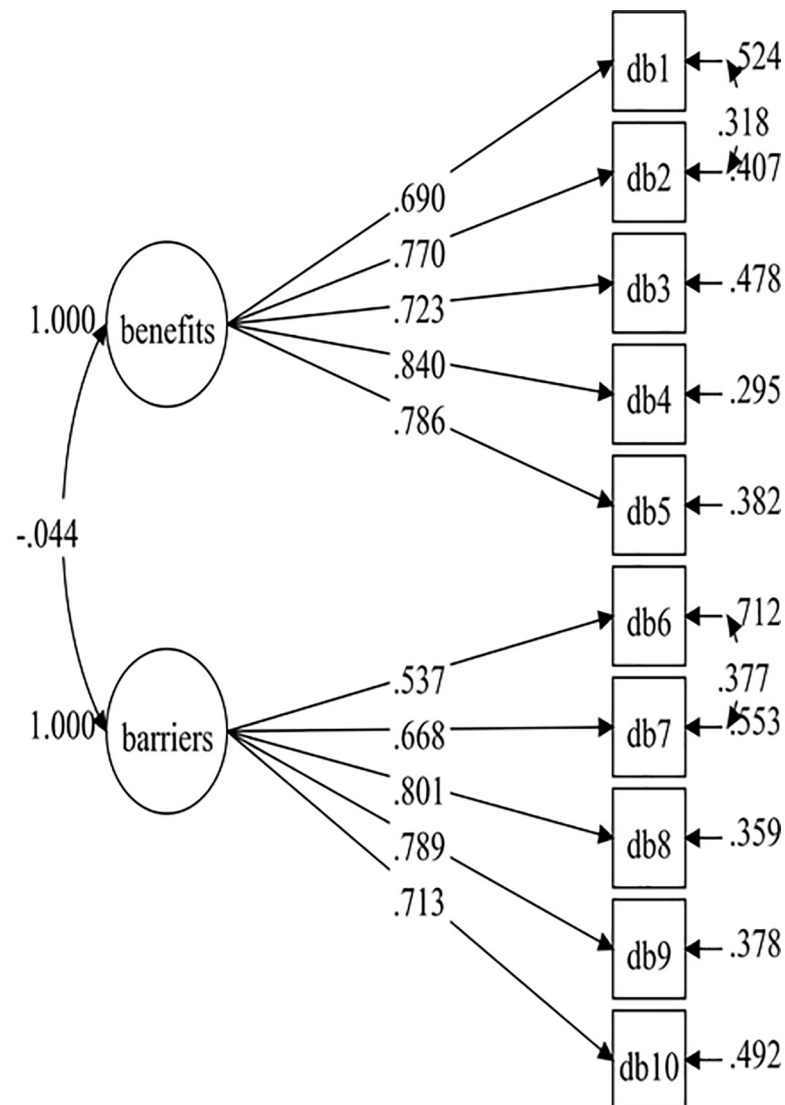 db1
.524
.318
db2
.407
.690
.770
db3
.478
1.000
benefits
.723
.840
db4
.295
.786
db5
.382
-.044
db6
.712
.537
.377
1.000
barriers
.668
db7
.553
.801
db8
.359
.789
.713
db9
.378
db10
.492